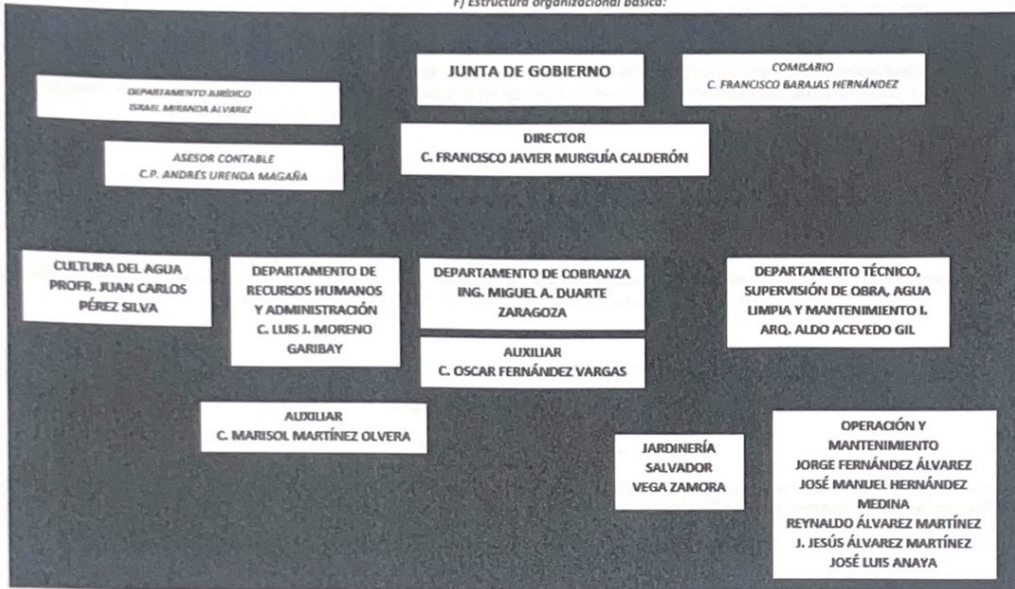 F) Estructura organizacional básica:
JUNTA DE GOBIERNO
COMISARIO
C. FRANCISCO BARAJAS HERNÁNDEZ
DEPARTAMENTO JURÍDICO
ISRAEL MIRANDA ALVAREZ
DIRECTOR
C. FRANCISCO JAVIER MURGUÍA CALDERÓN
ASESOR CONTABLE
C.P. ANDRÉS URENDA MAGAÑA
CULTURA DEL AGUA
PROFR. JUAN CARLOS
PÉREZ SILVA
DEPARTAMENTO DE
RECURSOS HUMANOS
Y ADMINISTRACIÓN
C. LUIS J. MORENO
GARIBAY
DEPARTAMENTO DE COBRANZA
ING. MIGUEL A. DUARTE
ZARAGOZA
DEPARTAMENTO TÉCNICO,
SUPERVISIÓN DE OBRA, AGUA
LIMPIA Y MANTENIMIENTO I.
ARQ. ALDO ACEVEDO GIL
AUXILIAR
C. OSCAR FERNÁNDEZ VARGAS
AUXILIAR
C. MARISOL MARTÍNEZ OLVERA
JARDINERÍA
SALVADOR
VEGA ZAMORA
OPERACIÓN Y
MANTENIMIENTO
JORGE FERNÁNDEZ ÁLVAREZ
JOSÉ MANUEL HERNÁNDEZ
MEDINA
REYNALDO ÁLVAREZ MARTÍNEZ
J. JESÚS ÁLVAREZ MARTÍNEZ
JOSÉ LUIS ANAYA